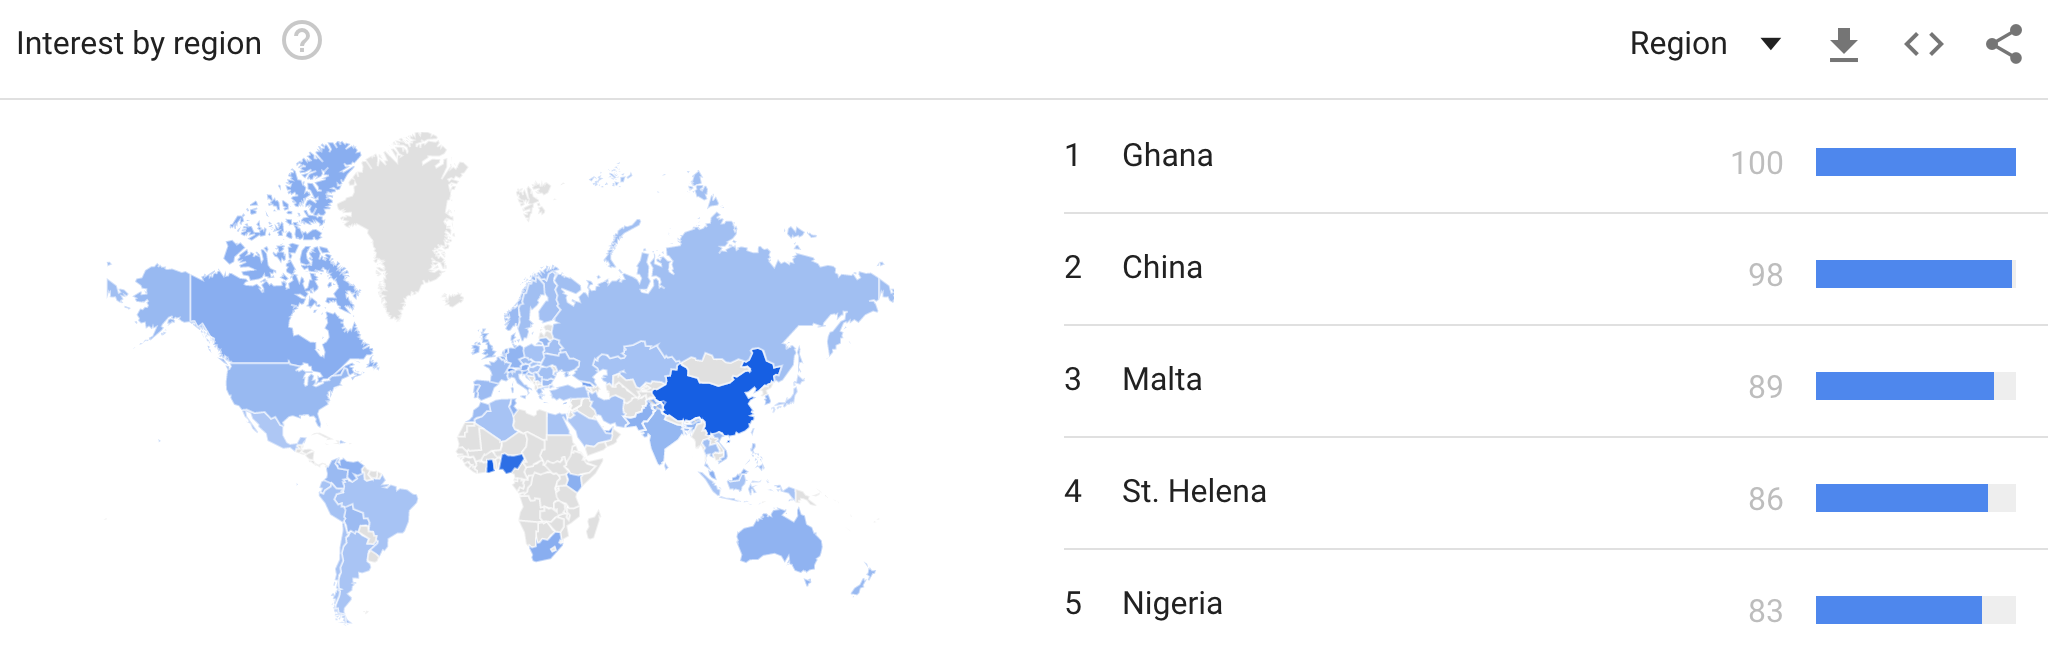 Interest by region
Region
1 Ghana 100
2 China 98
3 Malta 89
4 St. Helena 86
5 Nigeria 83